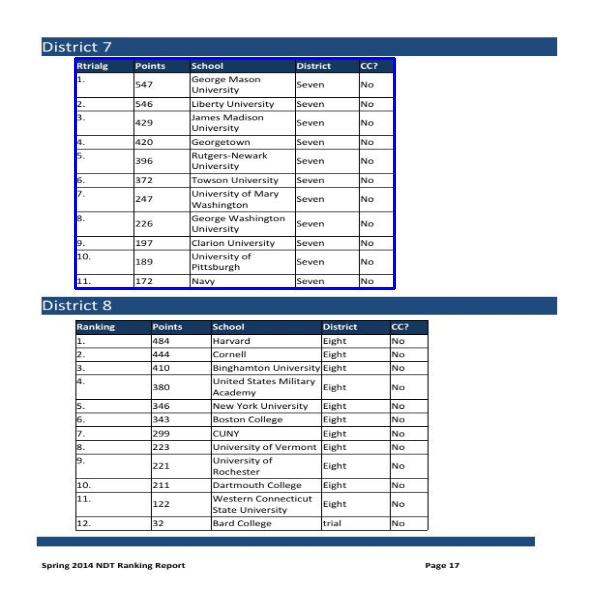 District 7
Rtrialg Points School District CC?
1. 547 George Mason University Seven No
2. 546 Liberty University Seven No
3. 429 James Madison University Seven No
4. 420 Georgetown Seven No
5. 396 Rutgers-Newark University Seven No
6. 372 Towson University Seven No
7. 247 University of Mary Washington Seven No
8. 226 George Washington University Seven No
9. 197 Clarion University Seven No
10. 189 University of Pittsburgh Seven No
11. 172 Navy Seven No
District 8
Ranking Points School District CC?
1. 484 Harvard Eight No
2. 444 Cornell Eight No
3. 410 Binghamton University Eight No
4. 380 United States Military Academy Eight No
5. 346 New York University Eight No
6. 343 Boston College Eight No
7. 299 CUNY Eight No
8. 223 University of Vermont Eight No
9. 221 University of Rochester Eight No
10. 211 Dartmouth College Eight No
11. 122 Western Connecticut State University Eight No
12. 32 Bard College trial No
Spring 2014 NDT Ranking Report Page 17